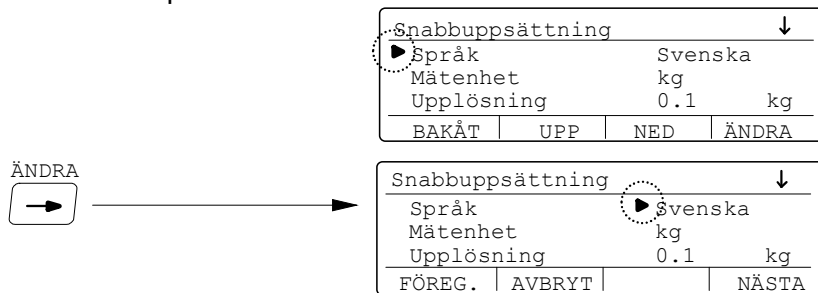 Snabbuppsättning ↓
Språk Svenska
Mätenhet kg
Upplösning 0.1 kg
BAKÅT UPP NED ÄNDRA
ÄNDRA
Snabbuppsättning ↓
Språk Svenska
Mätenhet kg
Upplösning 0.1 kg
FÖREG. AVBRYT NÄSTA